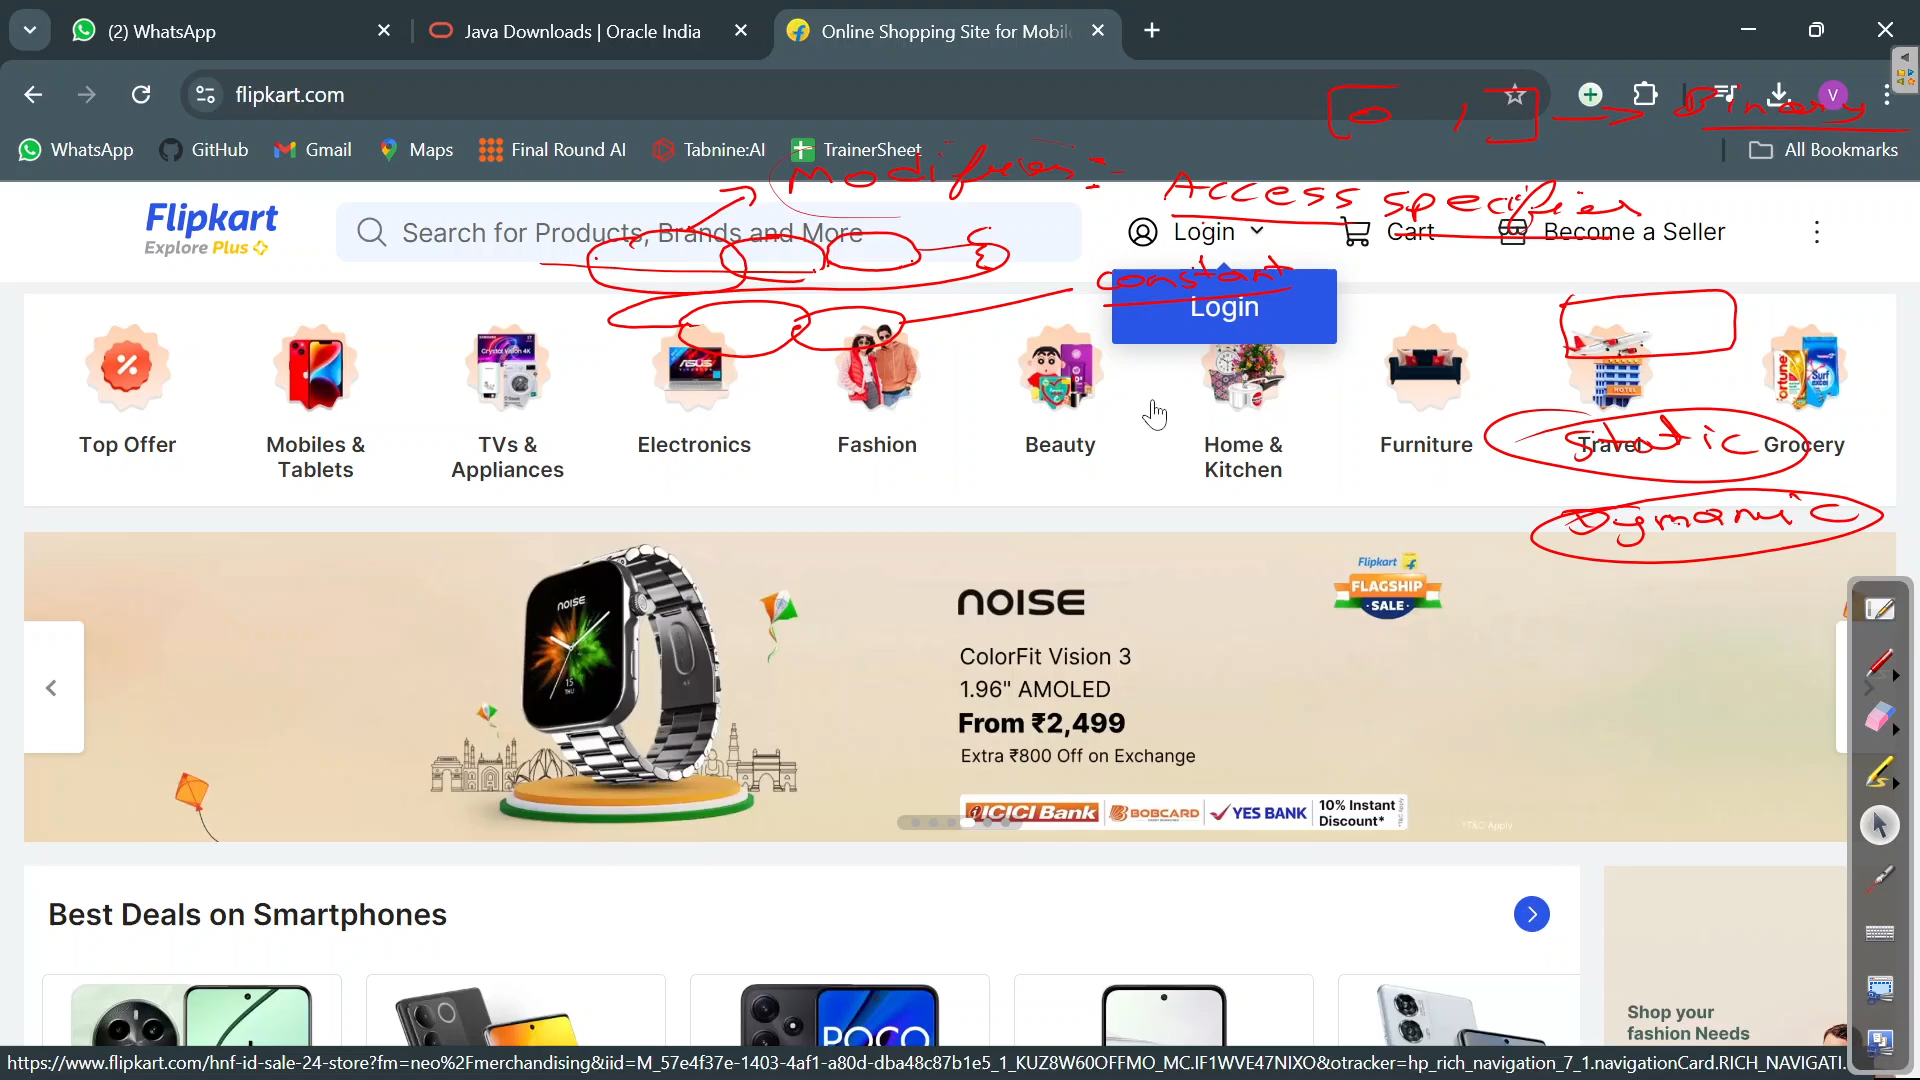 (2) WhatsApp
Java Downloads | Oracle India
Online Shopping Site for Mobil
flipkart.com
[0 , ] → Binary
WhatsApp
GitHub
Gmail
Maps
Final Round AI
Tabnine:AI
TrainerSheet
All Bookmarks
Modifiers :- Access specifier
Flipkart
Explore Plus
Search for Products, Brands and More
Login
Cart
Become a Seller
constant
Login
Top Offer
Mobiles &
Tablets
TVs &
Appliances
Electronics
Fashion
Beauty
Home &
Kitchen
Furniture
Travel
Grocery
static
Dymanic
NOISE
15
THU
NOISE
ColorFit Vision 3
1.96" AMOLED
From ₹2,499
Extra ₹800 Off on Exchange
Flipkart
FLAGSHIP
SALE
ICICI Bank
BOBCARD
YES BANK
10% Instant
Discount*
*T&C Apply
Best Deals on Smartphones
POCO
Shop your
fashion Needs
https://www.flipkart.com/hnf-id-sale-24-store?fm=neo%2Fmerchandising&iid=M_57e4f37e-1403-4af1-a80d-dba48c87b1e5_1_KUZ8W60OFFMO_MC.IF1WVE47NIXO&otracker=hp_rich_navigation_7_1.navigationCard.RICH_NAVIGATI...